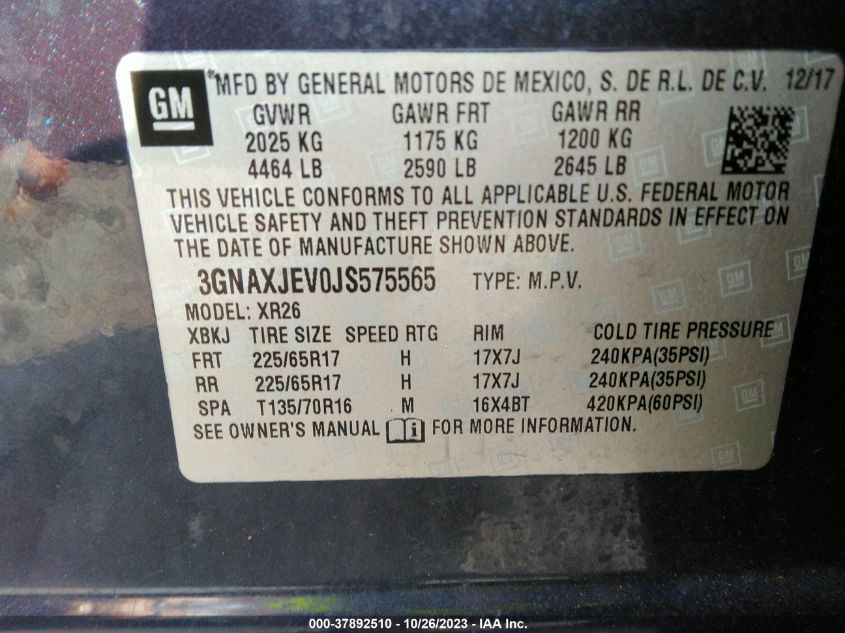 GM ®MFD BY GENERAL MOTORS DE MEXICO, S. DE R.L. DE C.V. 12/17
GVWR GAWR FRT GAWR RR
2025 KG 1175 KG 1200 KG
4464 LB 2590 LB 2645 LB
THIS VEHICLE CONFORMS TO ALL APPLICABLE U.S. FEDERAL MOTOR
VEHICLE SAFETY AND THEFT PREVENTION STANDARDS IN EFFECT ON
THE DATE OF MANUFACTURE SHOWN ABOVE.
3GNAXJEV0JS575565 TYPE: M.P.V.
MODEL: XR26
XBKJ TIRE SIZE SPEED RTG RIM COLD TIRE PRESSURE
FRT 225/65R17 H 17X7J 240KPA(35PSI)
RR 225/65R17 H 17X7J 240KPA(35PSI)
SPA T135/70R16 M 16X4BT 420KPA(60PSI)
SEE OWNER'S MANUAL i FOR MORE INFORMATION.
000-37892510 - 10/26/2023 - IAA Inc.